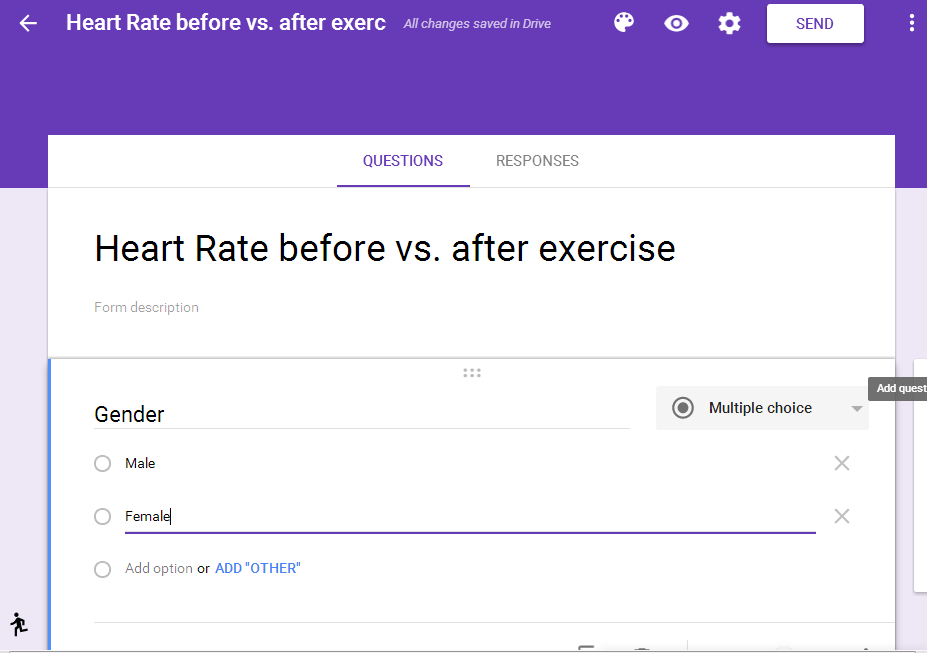 Heart Rate before vs. after exerc
All changes saved in Drive
SEND
QUESTIONS
RESPONSES
Heart Rate before vs. after exercise
Form description
Add quest
Gender
Multiple choice
Male
Female
Add option or ADD "OTHER"